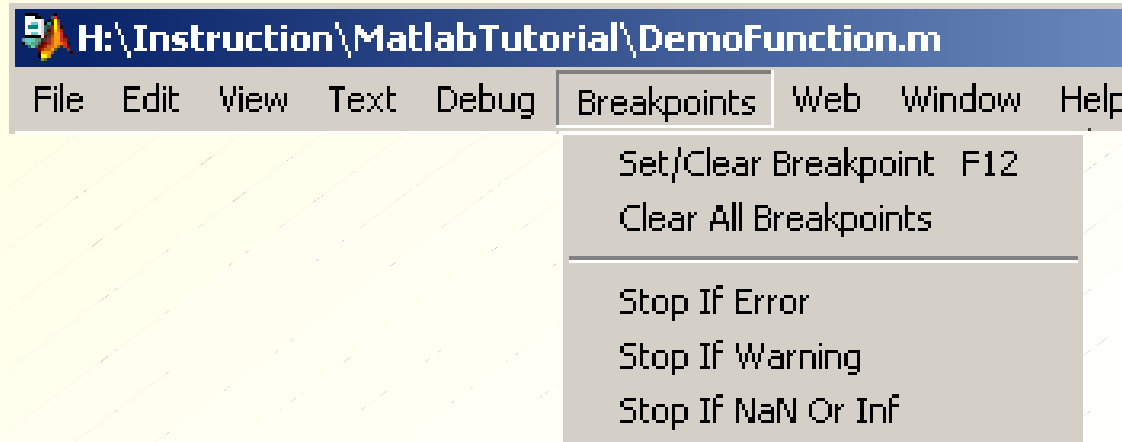 H:\Instruction\MatlabTutorial\DemoFunction.m
File Edit View Text Debug Breakpoints Web Window Help
Set/Clear Breakpoint F12
Clear All Breakpoints
Stop If Error
Stop If Warning
Stop If NaN Or Inf